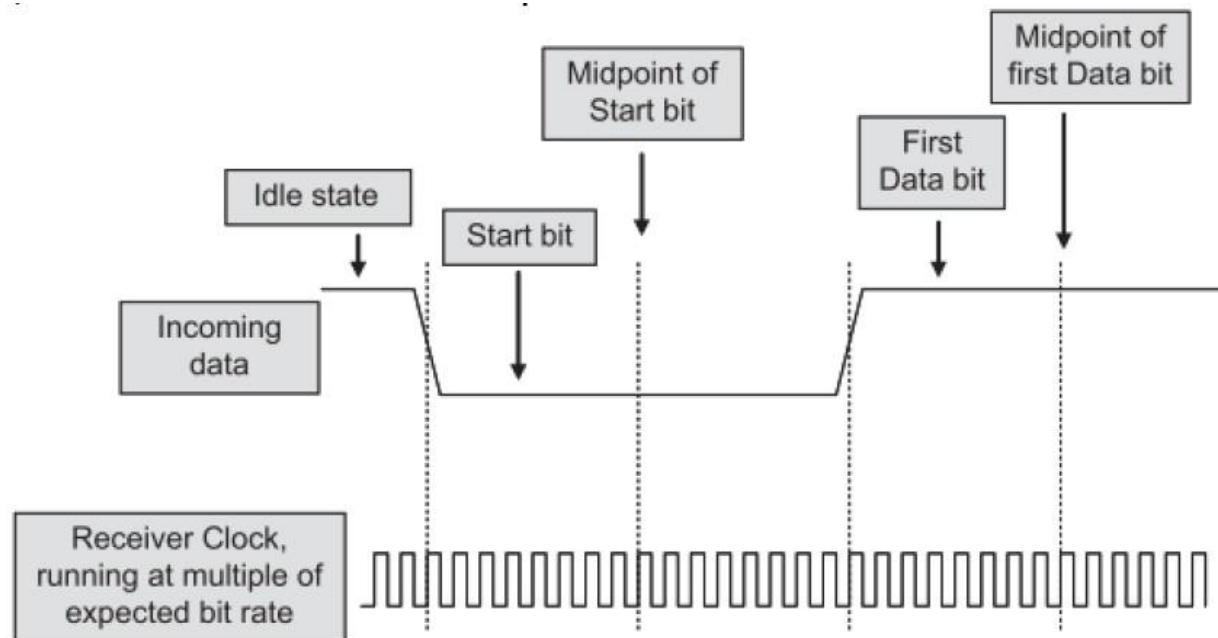 Midpoint of
first Data bit
Midpoint of
Start bit
First
Data bit
Idle state
Start bit
Incoming
data
Receiver Clock,
running at multiple of
expected bit rate